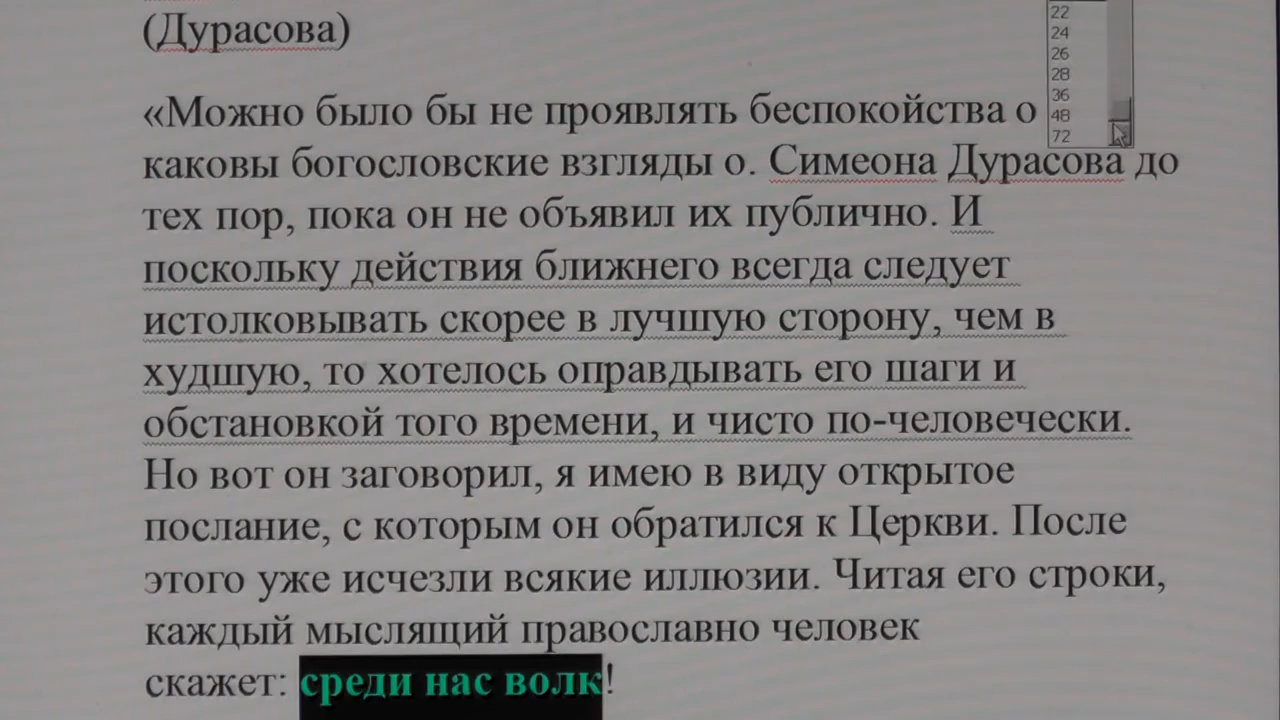 (Дурасова)
22
24
26
28
36
48
72
«Можно было бы не проявлять беспокойства о
каковы богословские взгляды о. Симеона Дурасова до
тех пор, пока он не объявил их публично. И
поскольку действия ближнего всегда следует
истолковывать скорее в лучшую сторону, чем в
худшую, то хотелось оправдывать его шаги и
обстановкой того времени, и чисто по-человечески.
Но вот он заговорил, я имею в виду открытое
послание, с которым он обратился к Церкви. После
этого уже исчезли всякие иллюзии. Читая его строки,
каждый мыслящий православно человек
скажет: среди нас волк!